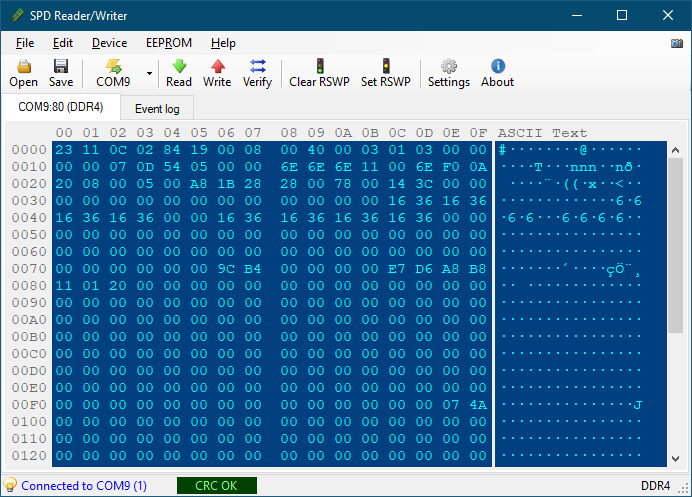 SPD Reader/Writer
File Edit Device EEPROM Help
Open Save COM9 Read Write Verify Clear RSWP Set RSWP Settings About
COM9:80 (DDR4) Event log
00 01 02 03 04 05 06 07 08 09 0A 0B 0C 0D 0E 0F ASCII Text
0000 23 11 0C 02 84 19 00 08 00 40 00 03 01 03 00 00 #········@······
0010 00 00 07 0D 54 05 00 00 6E 6E 6E 11 00 6E F0 0A ····T···nnn··nð·
0020 20 08 00 05 00 A8 1B 28 28 00 78 00 14 3C 00 00 ····¨·((·x··<··
0030 00 00 00 00 00 00 00 00 00 00 00 00 16 36 16 36 ·············6·6
0040 16 36 16 36 00 00 16 36 16 36 16 36 16 36 00 00 ·6·6···6·6·6·6··
0050 00 00 00 00 00 00 00 00 00 00 00 00 00 00 00 00 ················
0060 00 00 00 00 00 00 00 00 00 00 00 00 00 00 00 00 ················
0070 00 00 00 00 00 00 9C B4 00 00 00 00 E7 D6 A8 B8 ·······´····çÖ¨¸
0080 11 01 20 00 00 00 00 00 00 00 00 00 00 00 00 00 ·· ·············
0090 00 00 00 00 00 00 00 00 00 00 00 00 00 00 00 00 ················
00A0 00 00 00 00 00 00 00 00 00 00 00 00 00 00 00 00 ················
00B0 00 00 00 00 00 00 00 00 00 00 00 00 00 00 00 00 ················
00C0 00 00 00 00 00 00 00 00 00 00 00 00 00 00 00 00 ················
00D0 00 00 00 00 00 00 00 00 00 00 00 00 00 00 00 00 ················
00E0 00 00 00 00 00 00 00 00 00 00 00 00 00 00 00 00 ················
00F0 00 00 00 00 00 00 00 00 00 00 00 00 00 00 07 4A ···············J
0100 00 00 00 00 00 00 00 00 00 00 00 00 00 00 00 00 ················
0110 00 00 00 00 00 00 00 00 00 00 00 00 00 00 00 00 ················
0120 00 00 00 00 00 00 00 00 00 00 00 00 00 00 00 00 ················
Connected to COM9 (1) CRC OK DDR4